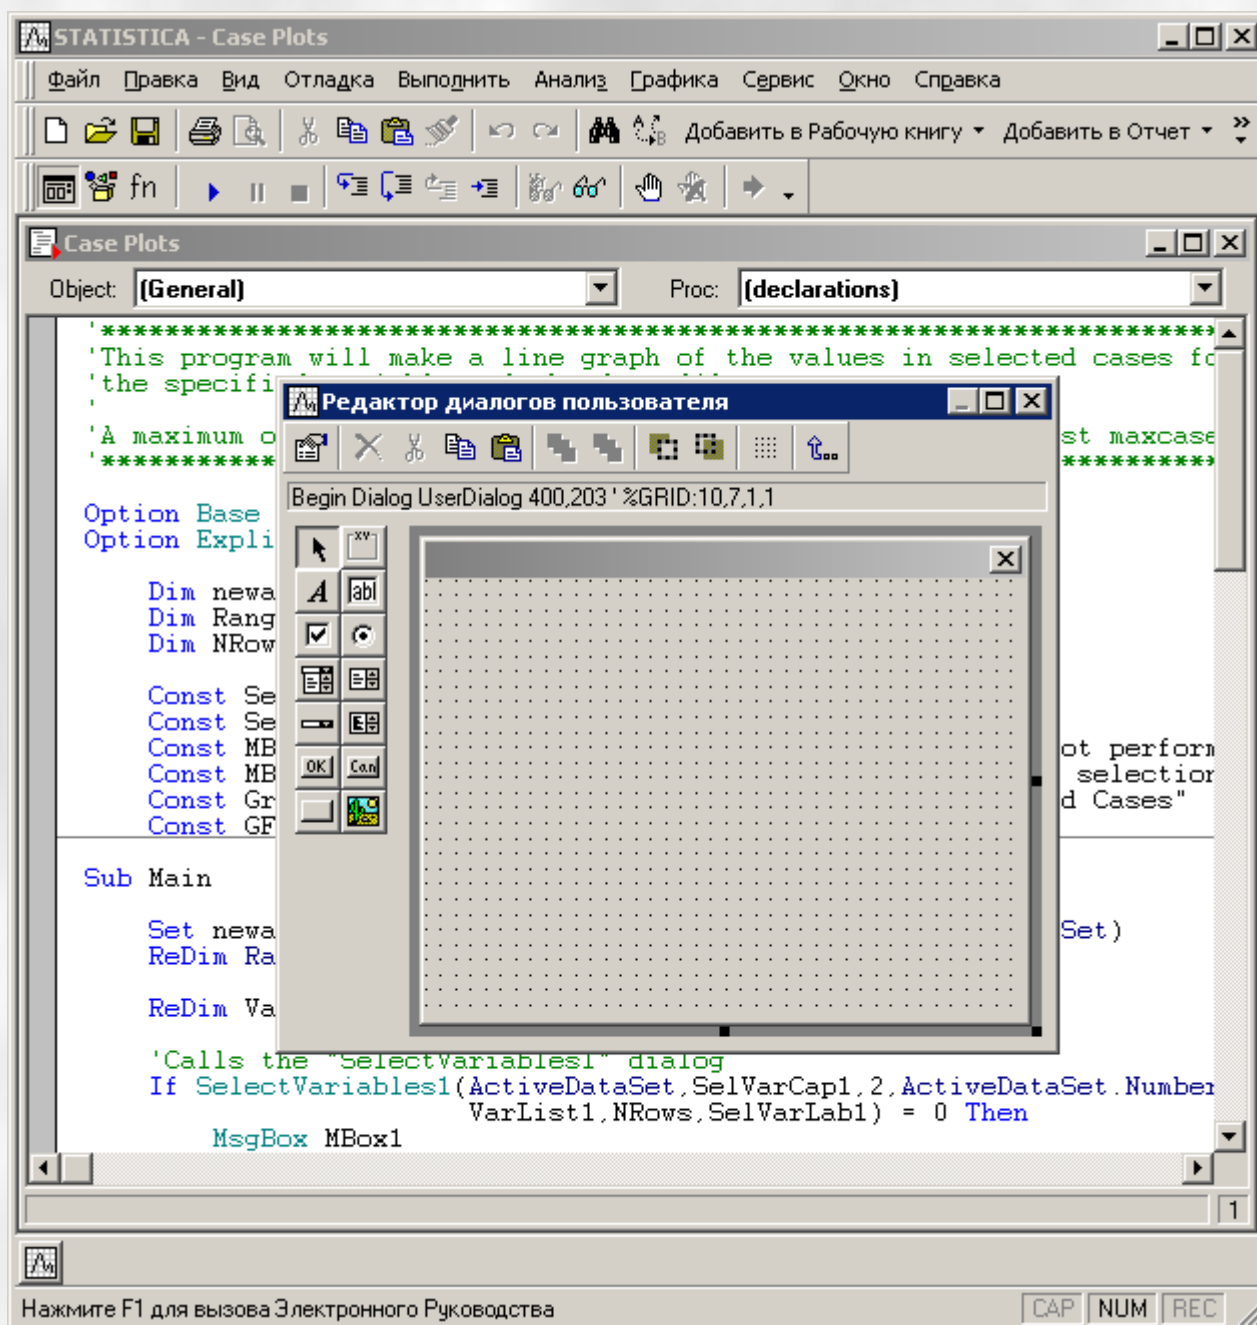 STATISTICA - Case Plots
Файл Правка Вид Отладка Выполнить Анализ Графика Сервис Окно Справка
Добавить в Рабочую книгу Добавить в Отчет
fn
Case Plots
Object: (General) Proc: (declarations)
'*********************************************************************
'This program will make a line graph of the values in selected cases fo
'the specifi
'
'A maximum o st maxcase
'*********** **********
Редактор диалогов пользователя
Begin Dialog UserDialog 400,203 ' %GRID:10,7,1,1
Option Base
Option Expli
XY
A ab
Dim newa
Dim Rang
Dim NRow
Const Se
Const Se
Const MB ot perform
Const MB selection
Const Gr d Cases"
Const GF
OK Can
Sub Main
Set newa Set)
ReDim Ra
ReDim Va
'Calls the "SelectVariables1" dialog
If SelectVariables1(ActiveDataSet,SelVarCap1,2,ActiveDataSet.Number
VarList1,NRows,SelVarLab1) = 0 Then
MsgBox MBox1
1
Нажмите F1 для вызова Электронного Руководства CAP NUM REC